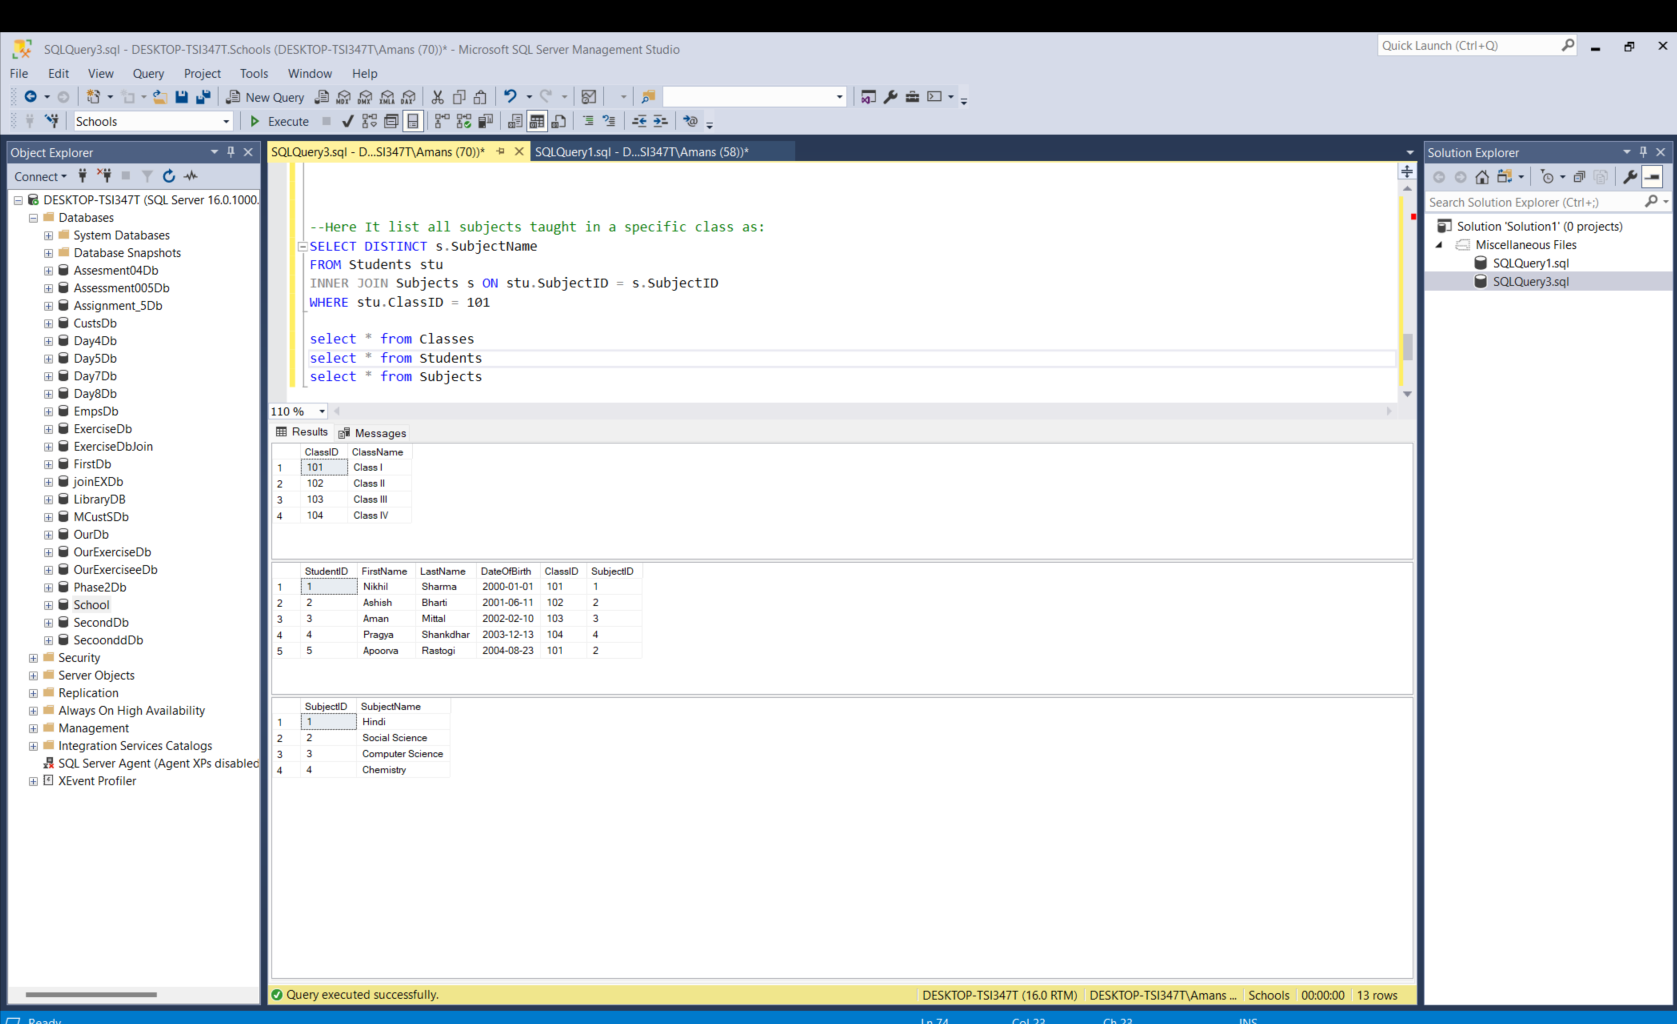 SQLQuery3.sql - DESKTOP-TSI347T.Schools (DESKTOP-TSI347T\Amans (70))* - Microsoft SQL Server Management Studio
Quick Launch (Ctrl+Q)
File Edit View Query Project Tools Window Help
New Query MDX DMX XMLA DAX
Schools Execute
Object Explorer
Connect
DESKTOP-TSI347T (SQL Server 16.0.1000.
Databases
System Databases
Database Snapshots
Assesment04Db
Assessment005Db
Assignment_5Db
CustsDb
Day4Db
Day5Db
Day7Db
Day8Db
EmpsDb
ExerciseDb
ExerciseDbJoin
FirstDb
joinEXDb
LibraryDB
MCustSDb
OurDb
OurExerciseDb
OurExerciseeDb
Phase2Db
School
SecondDb
SecoonddDb
Security
Server Objects
Replication
Always On High Availability
Management
Integration Services Catalogs
SQL Server Agent (Agent XPs disabled
XEvent Profiler
SQLQuery3.sql - D...SI347T\Amans (70))* SQLQuery1.sql - D...SI347T\Amans (58))*
--Here It list all subjects taught in a specific class as:
SELECT DISTINCT s.SubjectName
FROM Students stu
INNER JOIN Subjects s ON stu.SubjectID = s.SubjectID
WHERE stu.ClassID = 101
select * from Classes
select * from Students
select * from Subjects
110 %
Results Messages
ClassID ClassName
1 101 Class I
2 102 Class II
3 103 Class III
4 104 Class IV
StudentID FirstName LastName DateOfBirth ClassID SubjectID
1 1 Nikhil Sharma 2000-01-01 101 1
2 2 Ashish Bharti 2001-06-11 102 2
3 3 Aman Mittal 2002-02-10 103 3
4 4 Pragya Shankdhar 2003-12-13 104 4
5 5 Apoorva Rastogi 2004-08-23 101 2
SubjectID SubjectName
1 1 Hindi
2 2 Social Science
3 3 Computer Science
4 4 Chemistry
Query executed successfully. DESKTOP-TSI347T (16.0 RTM) DESKTOP-TSI347T\Amans ... Schools 00:00:00 13 rows
Solution Explorer
Search Solution Explorer (Ctrl+;)
Solution 'Solution1' (0 projects)
Miscellaneous Files
SQLQuery1.sql
SQLQuery3.sql
Ready Ln 74 Col 23 Ch 23 INS